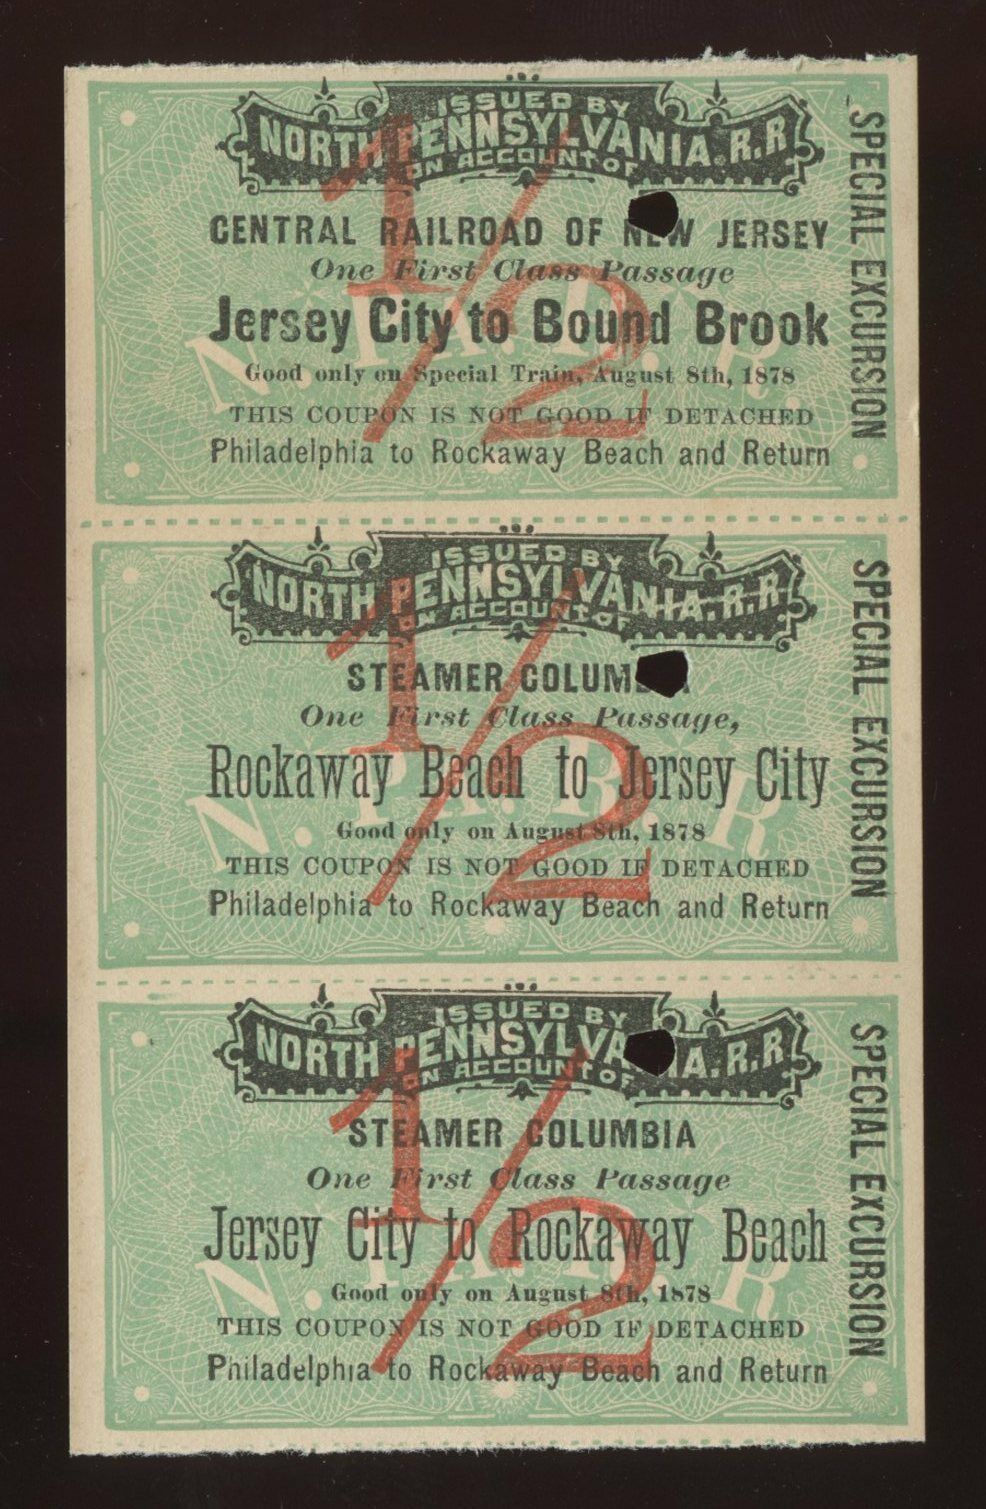 ISSUED BY
NORTH PENNSYLVANIA. R.R
ON ACCOUNT OF
CENTRAL RAILROAD OF NEW JERSEY
One First Class Passage
Jersey City to Bound Brook
Good only on Special Train, August 8th, 1878
THIS COUPON IS NOT GOOD IF DETACHED
Philadelphia to Rockaway Beach and Return
SPECIAL EXCURSION
1/2
N. PA. R. R.
ISSUED BY
NORTH PENNSYLVANIA. R.R
ON ACCOUNT OF
STEAMER COLUMBIA
One First Class Passage,
Rockaway Beach to Jersey City
Good only on August 8th, 1878
THIS COUPON IS NOT GOOD IF DETACHED
Philadelphia to Rockaway Beach and Return
SPECIAL EXCURSION
1/2
N. PA. R. R
ISSUED BY
NORTH PENNSYLVANIA. R.R
ON ACCOUNT OF
STEAMER COLUMBIA
One First Class Passage
Jersey City to Rockaway Beach
Good only on August 8th, 1878
THIS COUPON IS NOT GOOD IF DETACHED
Philadelphia to Rockaway Beach and Return
SPECIAL EXCURSION
1/2
N. PA. R. R